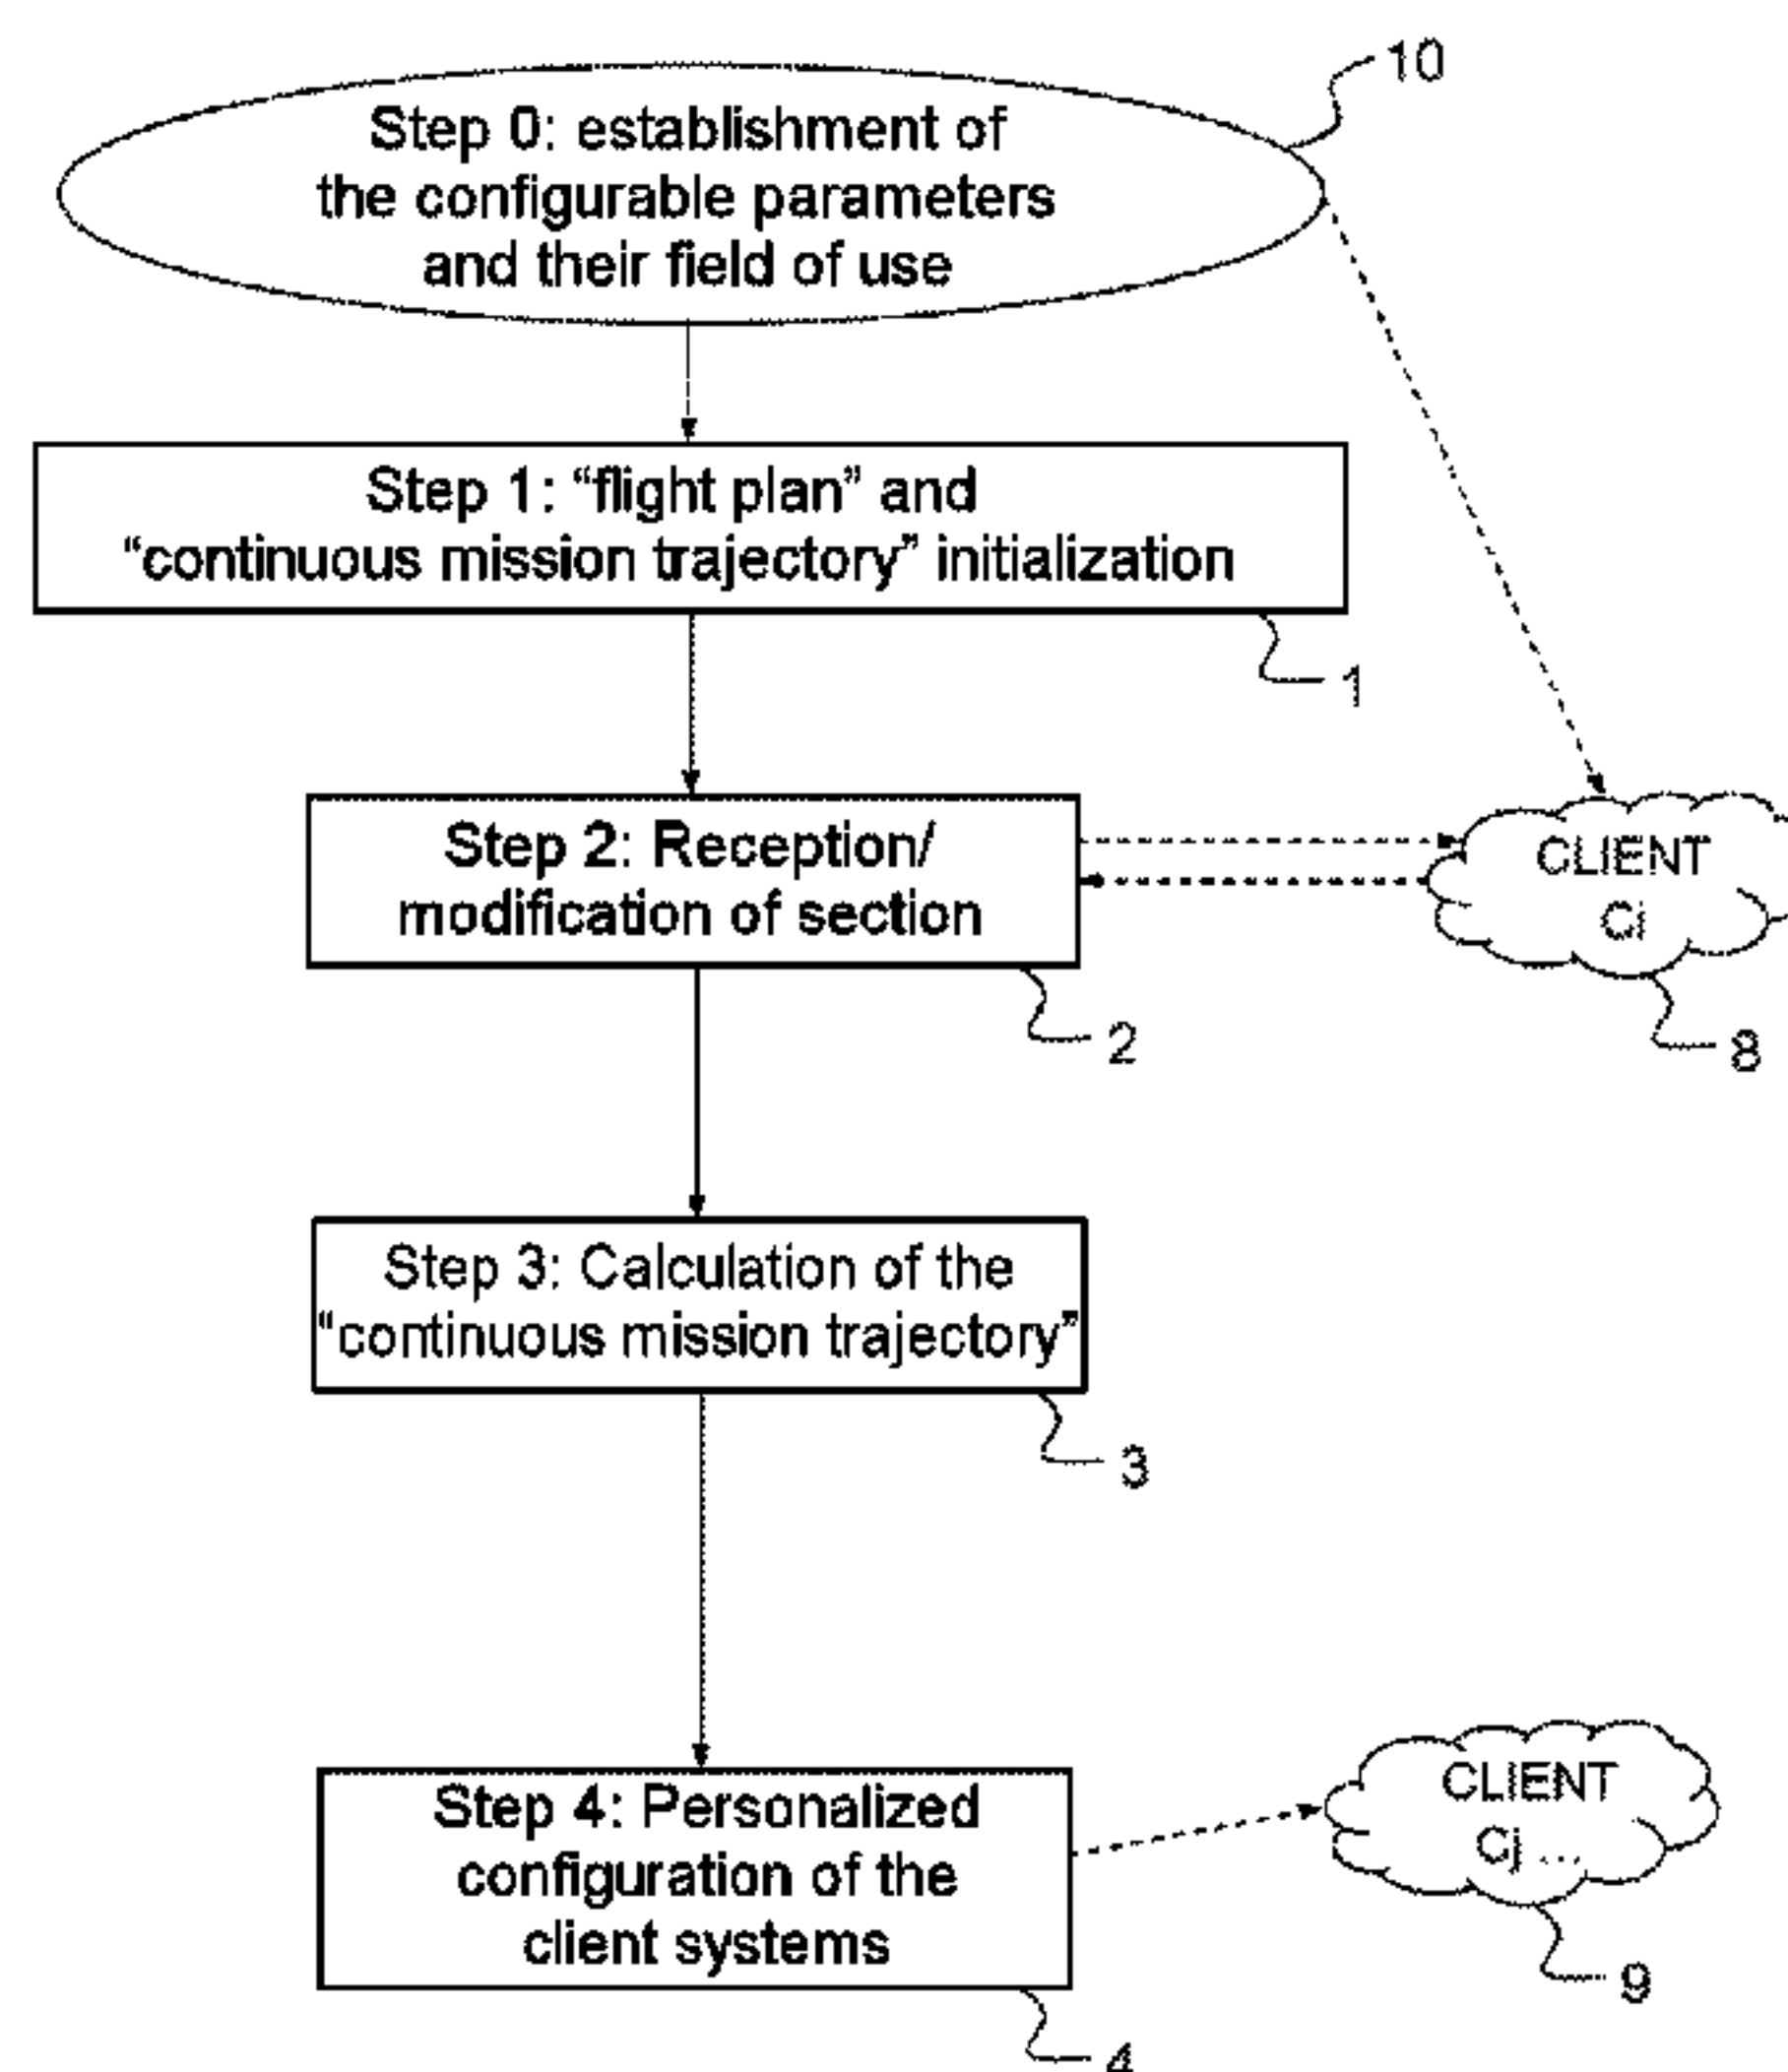 10
Step 0: establishment of
the configurable parameters
and their field of use
Step 1: “flight plan” and
“continuous mission trajectory” initialization
1
Step 2: Reception/
modification of section
CLIENT
Ci
2
8
Step 3: Calculation of the
“continuous mission trajectory”
3
Step 4: Personalized
configuration of the
client systems
CLIENT
Cj ...
9
4